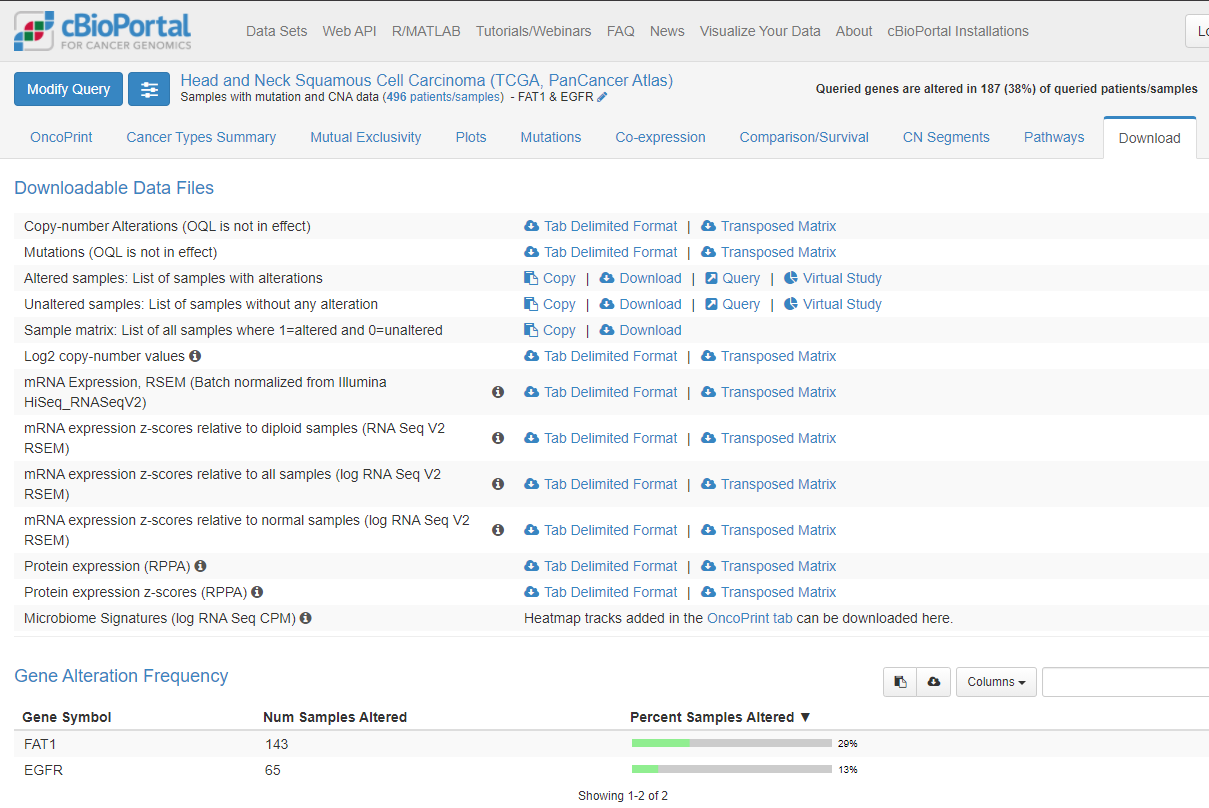 cBioPortal
FOR CANCER GENOMICS
Data Sets Web API R/MATLAB Tutorials/Webinars FAQ News Visualize Your Data About cBioPortal Installations
Modify Query
Head and Neck Squamous Cell Carcinoma (TCGA, PanCancer Atlas)
Samples with mutation and CNA data (496 patients/samples) - FAT1 & EGFR
Queried genes are altered in 187 (38%) of queried patients/samples
OncoPrint Cancer Types Summary Mutual Exclusivity Plots Mutations Co-expression Comparison/Survival CN Segments Pathways Download
Downloadable Data Files
Copy-number Alterations (OQL is not in effect) Tab Delimited Format | Transposed Matrix
Mutations (OQL is not in effect) Tab Delimited Format | Transposed Matrix
Altered samples: List of samples with alterations Copy | Download | Query | Virtual Study
Unaltered samples: List of samples without any alteration Copy | Download | Query | Virtual Study
Sample matrix: List of all samples where 1=altered and 0=unaltered Copy | Download
Log2 copy-number values Tab Delimited Format | Transposed Matrix
mRNA Expression, RSEM (Batch normalized from Illumina
HiSeq_RNASeqV2) Tab Delimited Format | Transposed Matrix
mRNA expression z-scores relative to diploid samples (RNA Seq V2
RSEM) Tab Delimited Format | Transposed Matrix
mRNA expression z-scores relative to all samples (log RNA Seq V2
RSEM) Tab Delimited Format | Transposed Matrix
mRNA expression z-scores relative to normal samples (log RNA Seq V2
RSEM) Tab Delimited Format | Transposed Matrix
Protein expression (RPPA) Tab Delimited Format | Transposed Matrix
Protein expression z-scores (RPPA) Tab Delimited Format | Transposed Matrix
Microbiome Signatures (log RNA Seq CPM) Heatmap tracks added in the OncoPrint tab can be downloaded here.
Gene Alteration Frequency
Columns
Gene Symbol Num Samples Altered Percent Samples Altered ▼
FAT1 143 29%
EGFR 65 13%
Showing 1-2 of 2